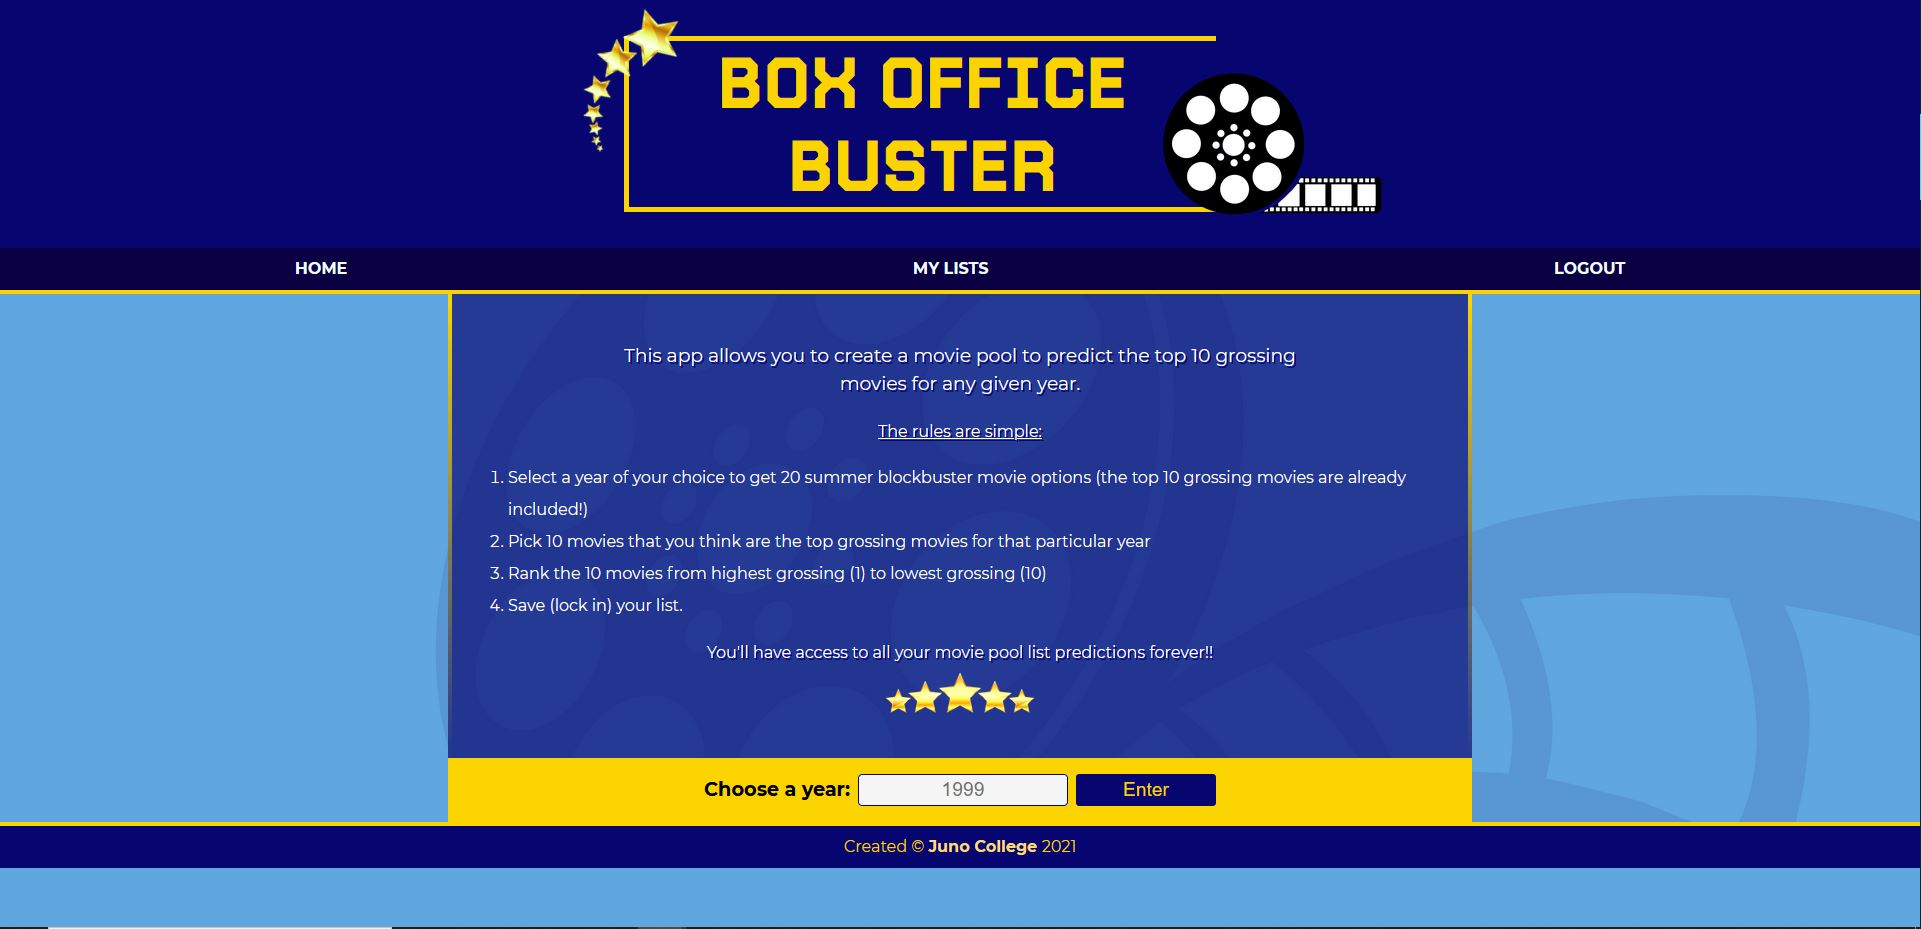 BOX OFFICE
BUSTER
HOME
MY LISTS
LOGOUT
This app allows you to create a movie pool to predict the top 10 grossing
movies for any given year.
The rules are simple:
1. Select a year of your choice to get 20 summer blockbuster movie options (the top 10 grossing movies are already
included!)
2. Pick 10 movies that you think are the top grossing movies for that particular year
3. Rank the 10 movies from highest grossing (1) to lowest grossing (10)
4. Save (lock in) your list.
You'll have access to all your movie pool list predictions forever!!
Choose a year: 1999 Enter
Created © Juno College 2021